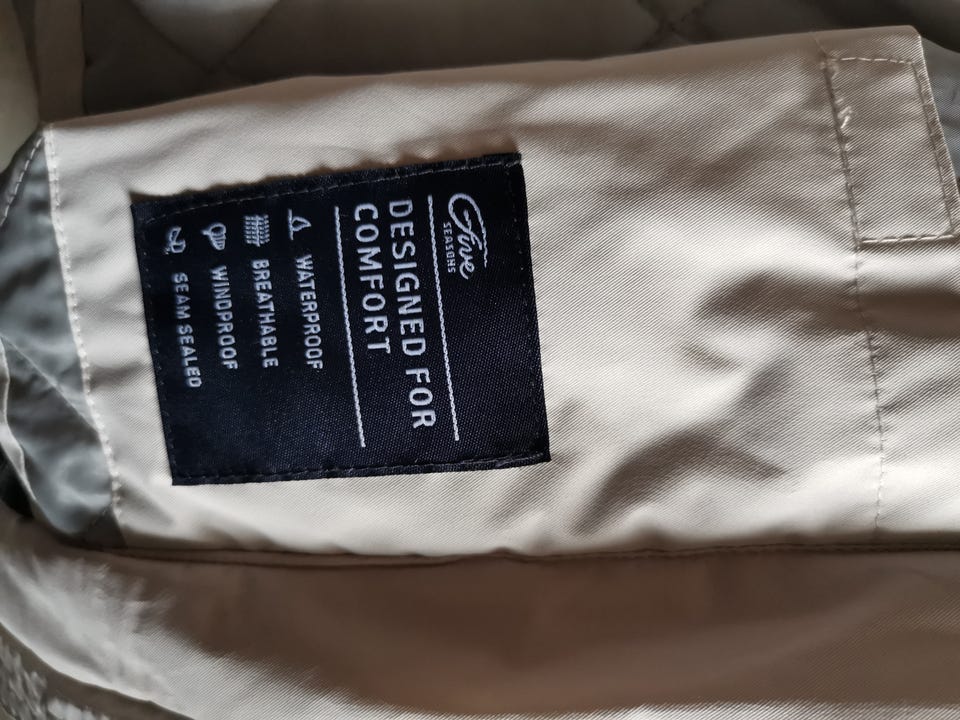 Five
SEASONS
DESIGNED FOR
COMFORT
WATERPROOF
BREATHABLE
WINDPROOF
SEAM SEALED